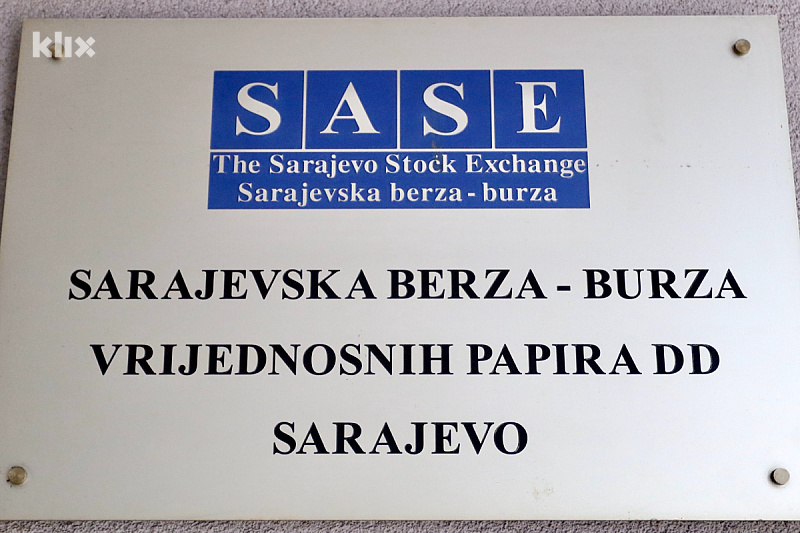 klix
SASE
The Sarajevo Stock Exchange
Sarajevska berza - burza
SARAJEVSKA BERZA - BURZA
VRIJEDNOSNIH PAPIRA DD
SARAJEVO